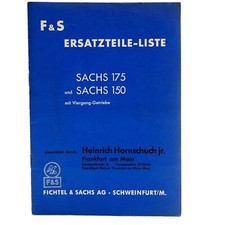 F & S
ERSATZTEILE-LISTE
SACHS 175
und SACHS 150
mit Viergang-Getriebe
Heinrich Hornschuch jr.
Frankfurt am Main
F&S
FICHTEL & SACHS AG · SCHWEINFURT/M.